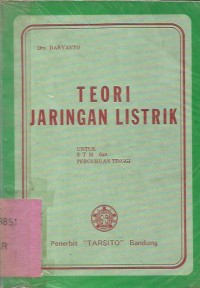 Drs. DARYANTO
TEORI
JARINGAN LISTRIK
UNTUK
S T M dan
PERGURUAN TINGGI
Penerbit "TARSITO" Bandung